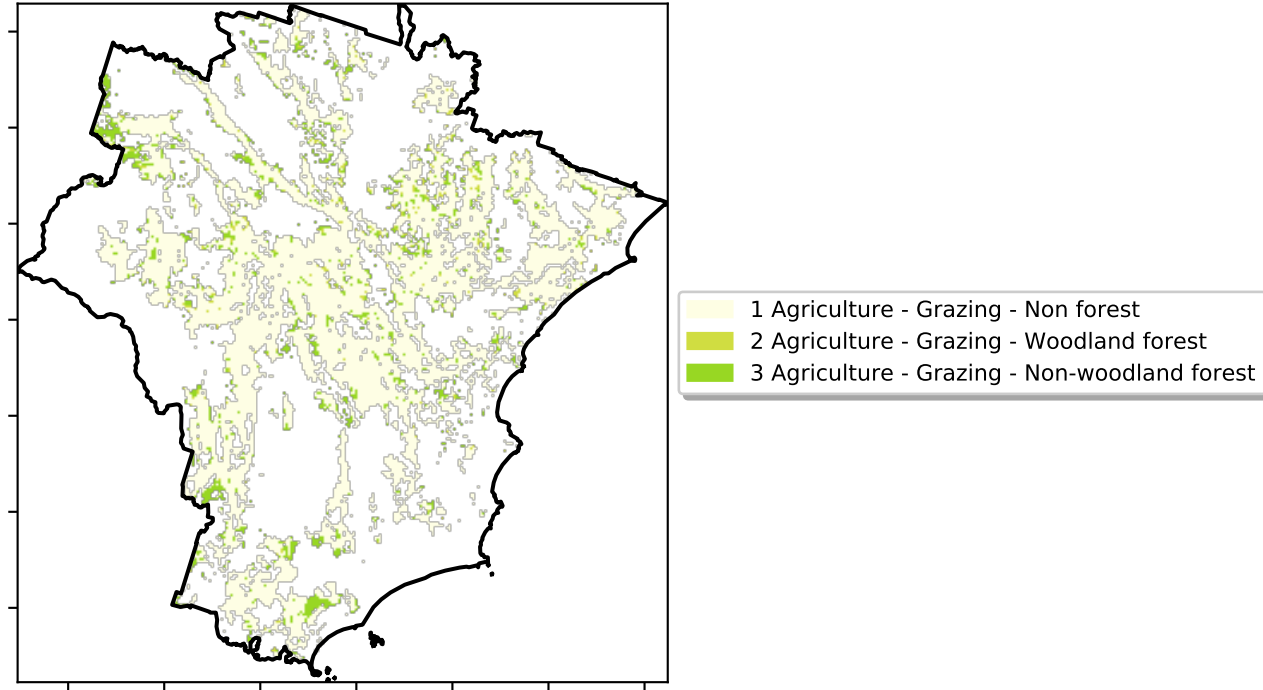 1 Agriculture - Grazing - Non forest
2 Agriculture - Grazing - Woodland forest
3 Agriculture - Grazing - Non-woodland forest